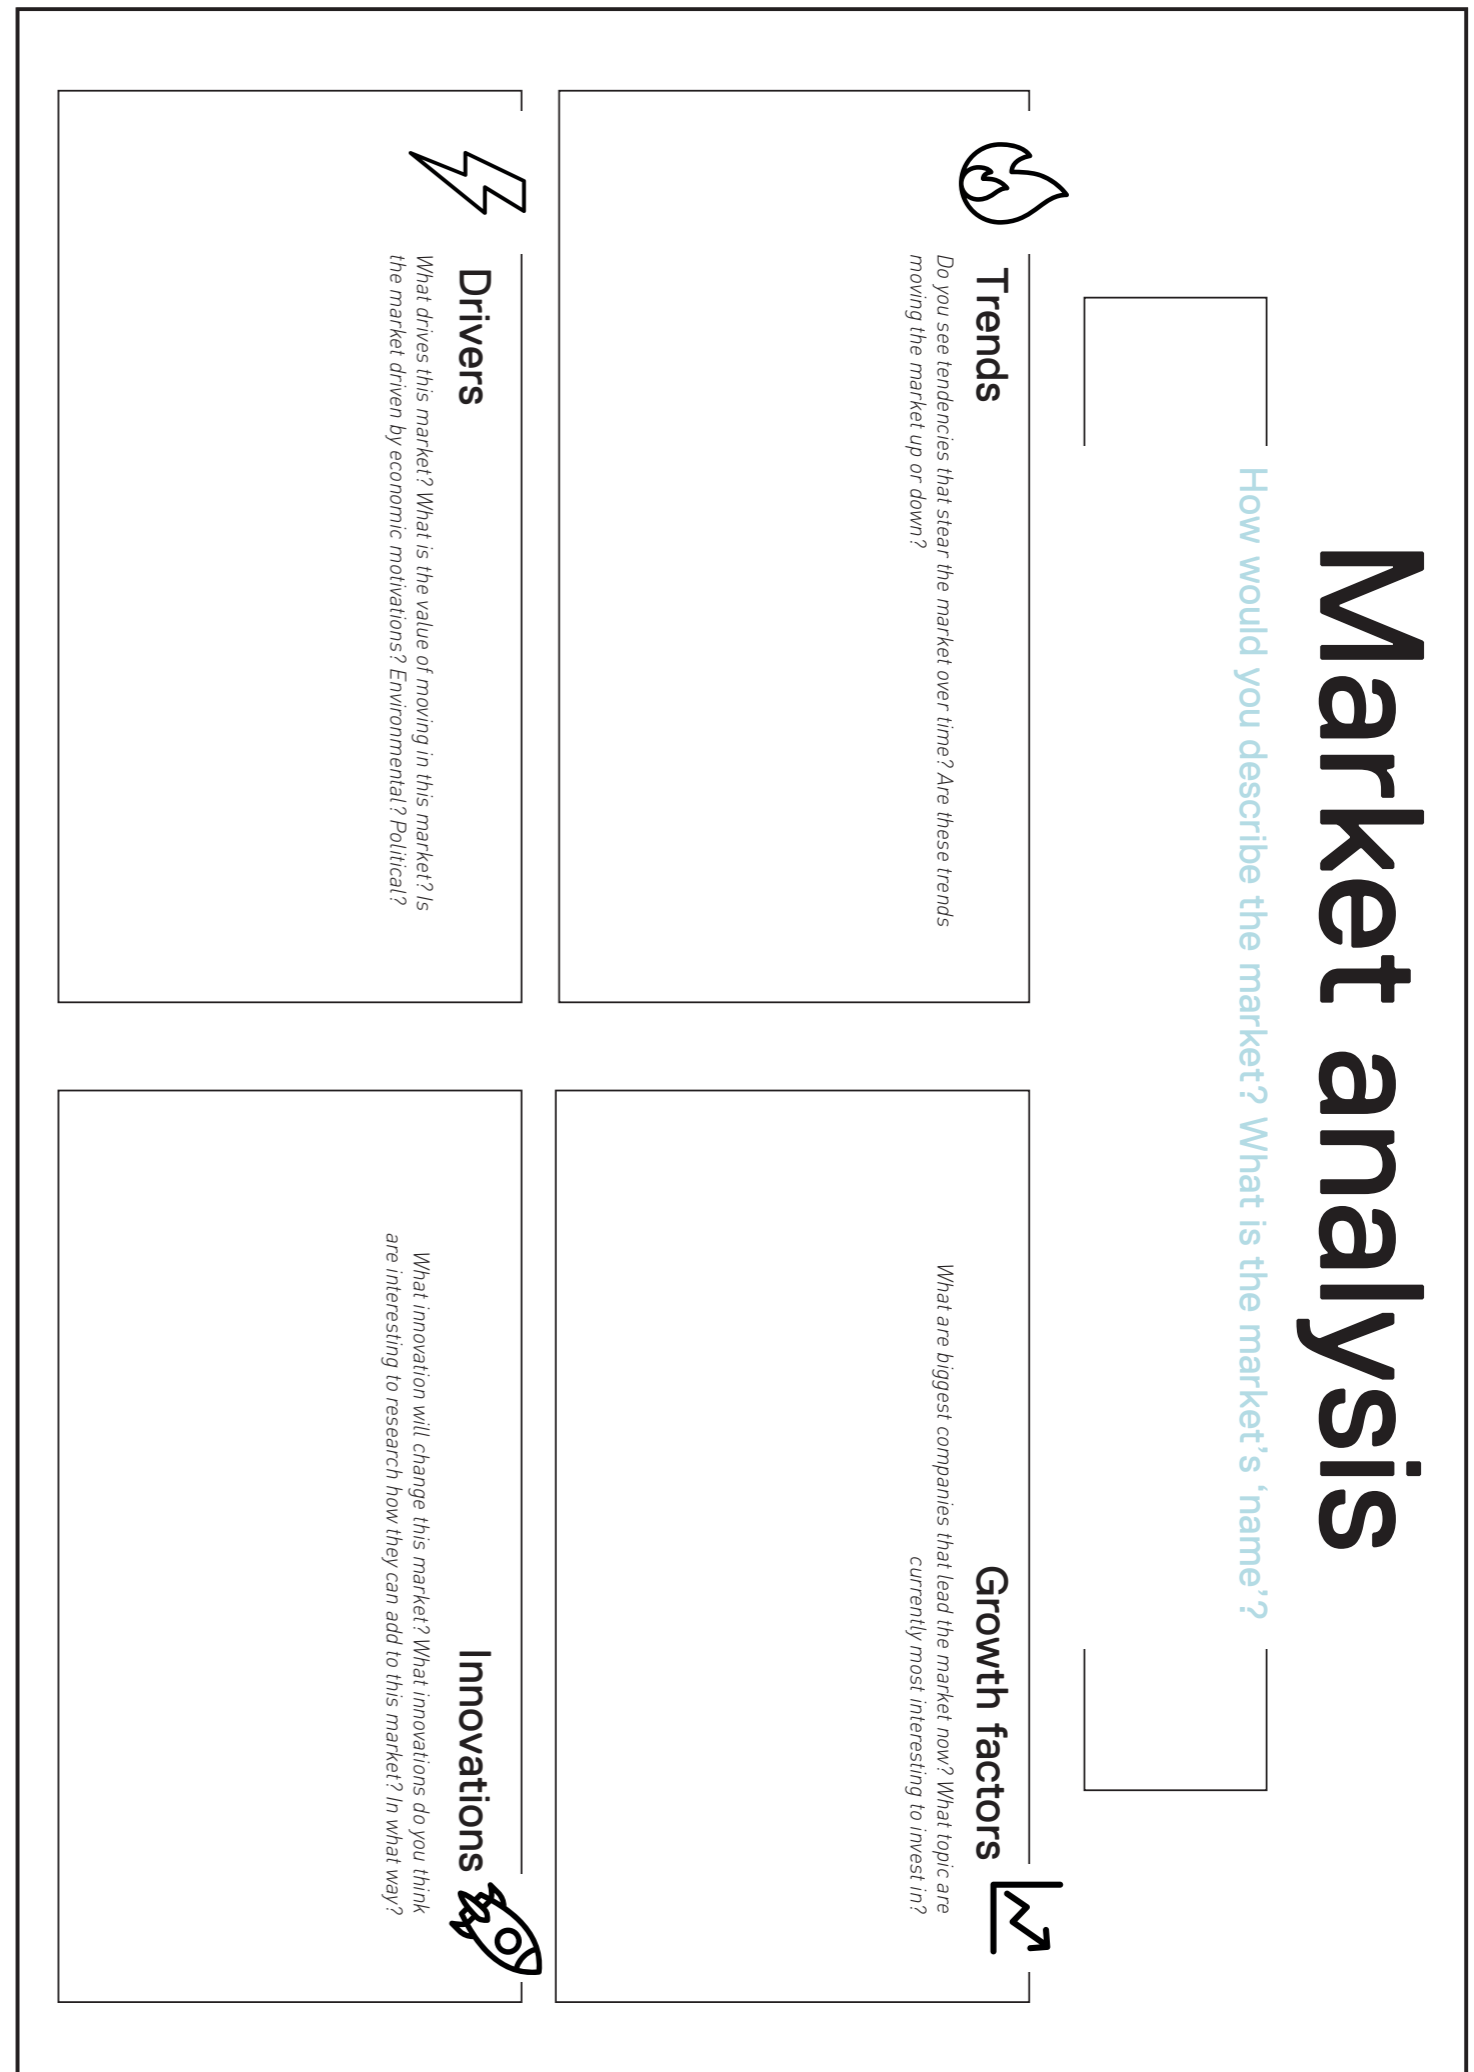 Market analysis
How would you describe the market? What is the market's 'name'?
Trends
Do you see tendencies that stear the market over time? Are these trends
moving the market up or down?
Growth factors
What are biggest companies that lead the market now? What topic are
currently most interesting to invest in?
Drivers
What drives this market? What is the value of moving in this market? Is
the market driven by economic motivations? Environmental? Political?
Innovations
What innovation will change this market? What innovations do you think
are interesting to research how they can add to this market? In what way?